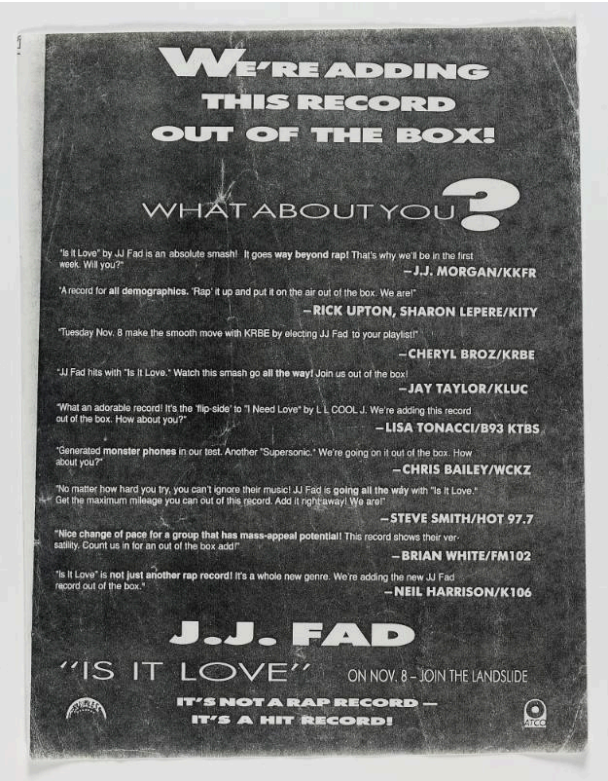 WE'RE ADDING
THIS RECORD
OUT OF THE BOX!
WHAT ABOUT YOU?
"Is It Love" by JJ Fad is an absolute smash! It goes way beyond rap! That's why we'll be in the first
week. Will you?"
—J.J. MORGAN/KKFR
"A record for all demographics. 'Rap' it up and put it on the air out of the box. We are!"
—RICK UPTON, SHARON LEPERE/KITY
"Tuesday Nov. 8 make the smooth move with KRBE by electing JJ Fad to your playlist!"
—CHERYL BROZ/KRBE
"JJ Fad hits with "Is It Love." Watch this smash go all the way! Join us out of the box!
—JAY TAYLOR/KLUC
"What an adorable record! It's the 'flip-side' to "I Need Love" by L L COOL J. We're adding this record
out of the box. How about you?"
—LISA TONACCI/B93 KTBS
"Generated monster phones in our test. Another "Supersonic." We're going on it out of the box. How
about you?"
—CHRIS BAILEY/WCKZ
"No matter how hard you try, you can't ignore their music! JJ Fad is going all the way with "Is It Love."
Get the maximum mileage you can out of this record. Add it right away! We are!"
—STEVE SMITH/HOT 97.7
"Nice change of pace for a group that has mass-appeal potential! This record shows their ver-
satility. Count us in for an out of the box add!"
—BRIAN WHITE/FM102
"Is It Love" is not just another rap record! It's a whole new genre. We're adding the new JJ Fad
record out of the box."
—NEIL HARRISON/K106
J.J. FAD
"IS IT LOVE" ON NOV. 8 – JOIN THE LANDSLIDE
IT'S NOT A RAP RECORD —
IT'S A HIT RECORD!
ATCO